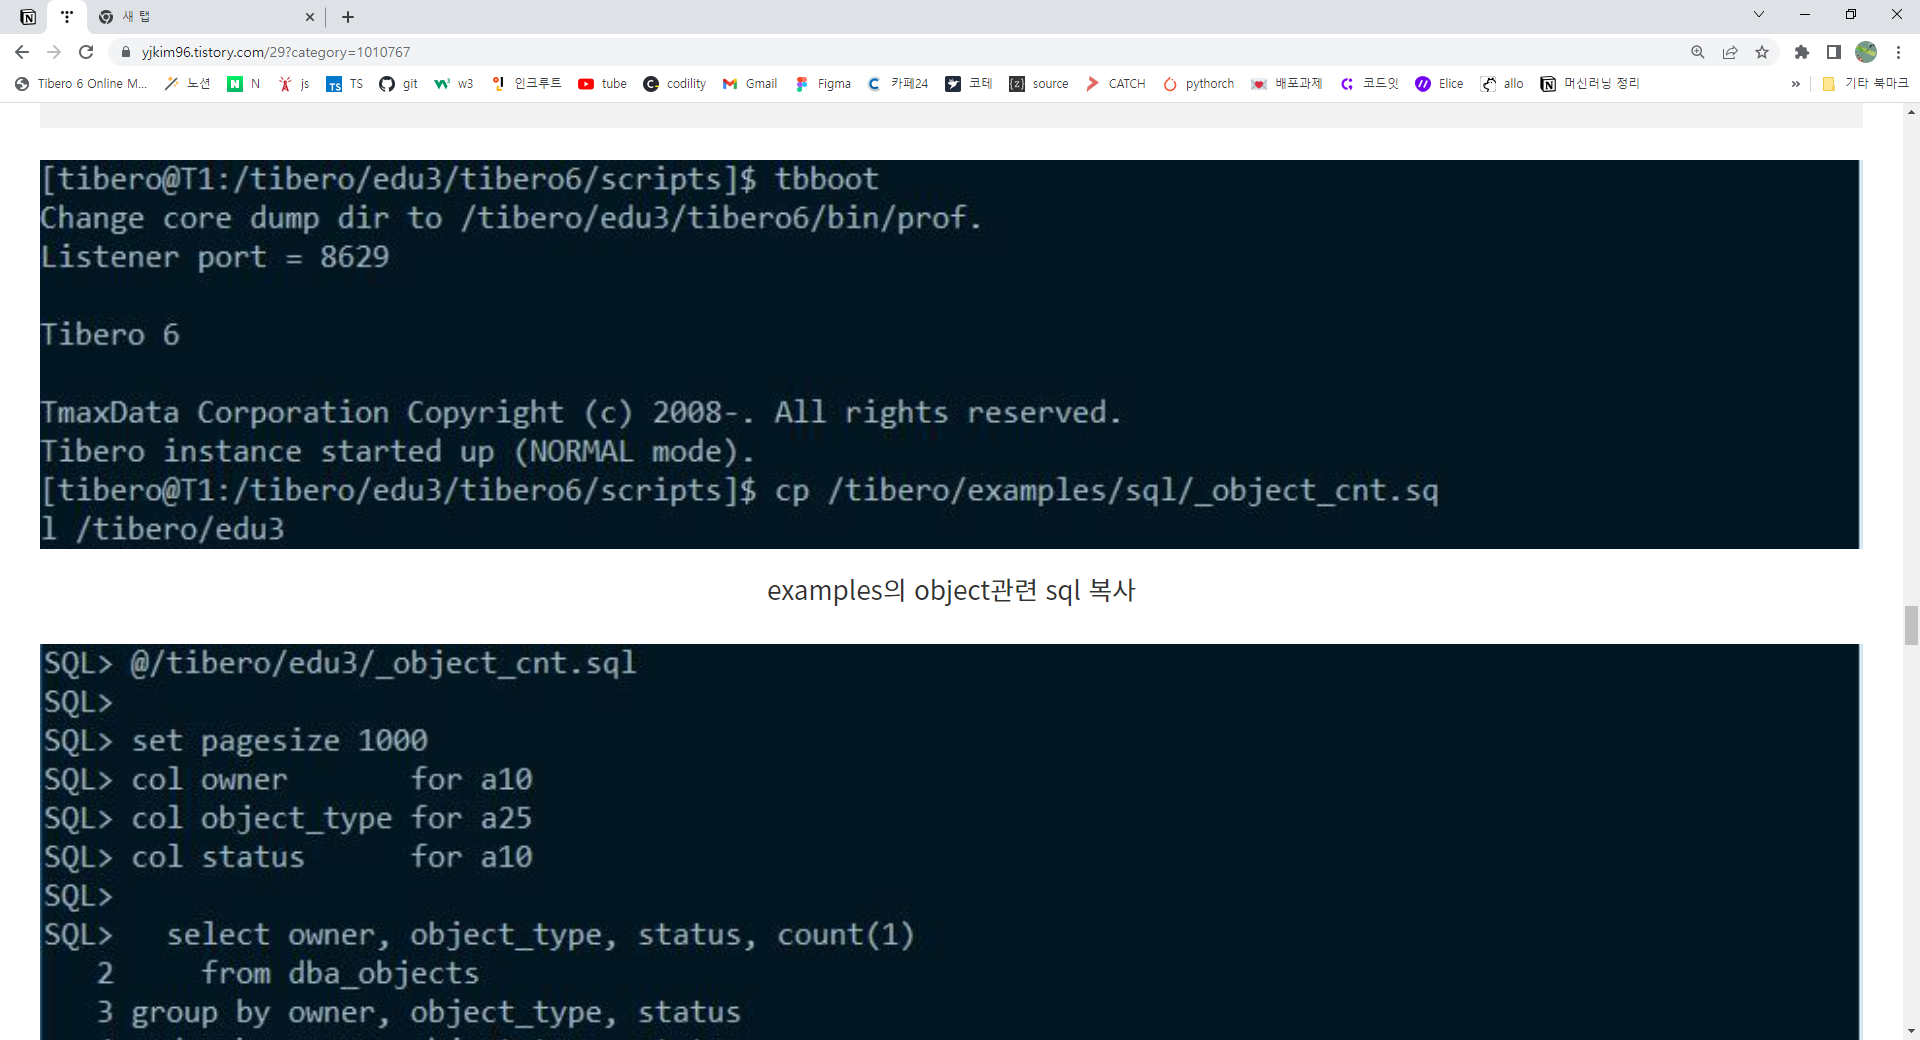 새 탭
yjkim96.tistory.com/29?category=1010767
Tibero 6 Online M... 노션 N js TS git w3 인크루트 tube codility Gmail Figma 카페24 코테 source CATCH pythorch 배포과제 코드잇 Elice allo 머신러닝 정리 » 기타 북마크
[tibero@T1:/tibero/edu3/tibero6/scripts]$ tbboot
Change core dump dir to /tibero/edu3/tibero6/bin/prof.
Listener port = 8629
Tibero 6
TmaxData Corporation Copyright (c) 2008-. All rights reserved.
Tibero instance started up (NORMAL mode).
[tibero@T1:/tibero/edu3/tibero6/scripts]$ cp /tibero/examples/sql/_object_cnt.sq
l /tibero/edu3
examples의 object관련 sql 복사
SQL> @/tibero/edu3/_object_cnt.sql
SQL>
SQL> set pagesize 1000
SQL> col owner       for a10
SQL> col object_type for a25
SQL> col status      for a10
SQL>
SQL>   select owner, object_type, status, count(1)
2     from dba_objects
3 group by owner, object_type, status